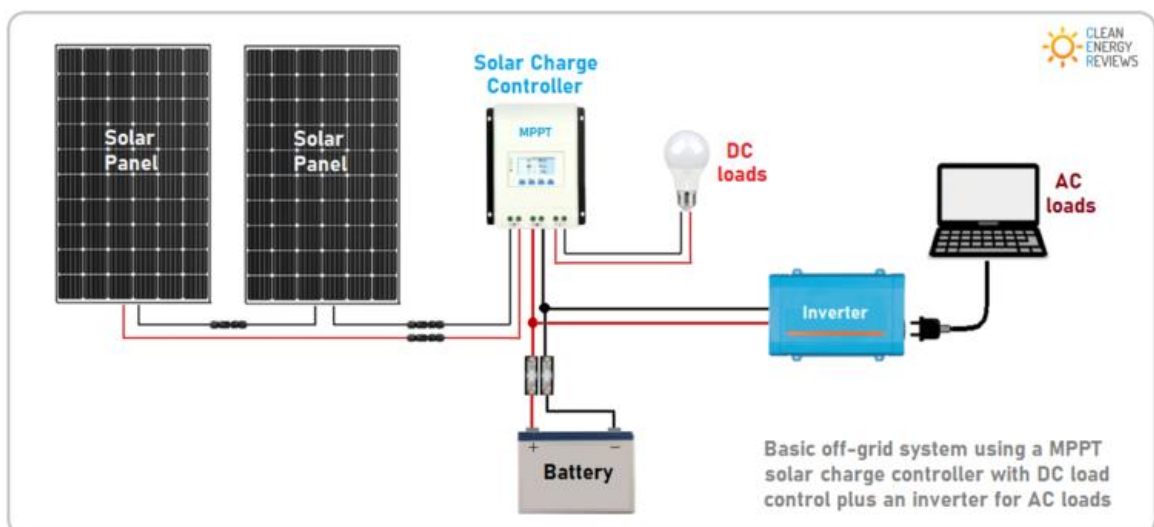 CLEAN
ENERGY
REVIEWS
Solar
Panel
Solar
Panel
Solar Charge
Controller
MPPT
DC
loads
AC
loads
Inverter
+
−
Battery
Basic off-grid system using a MPPT
solar charge controller with DC load
control plus an inverter for AC loads